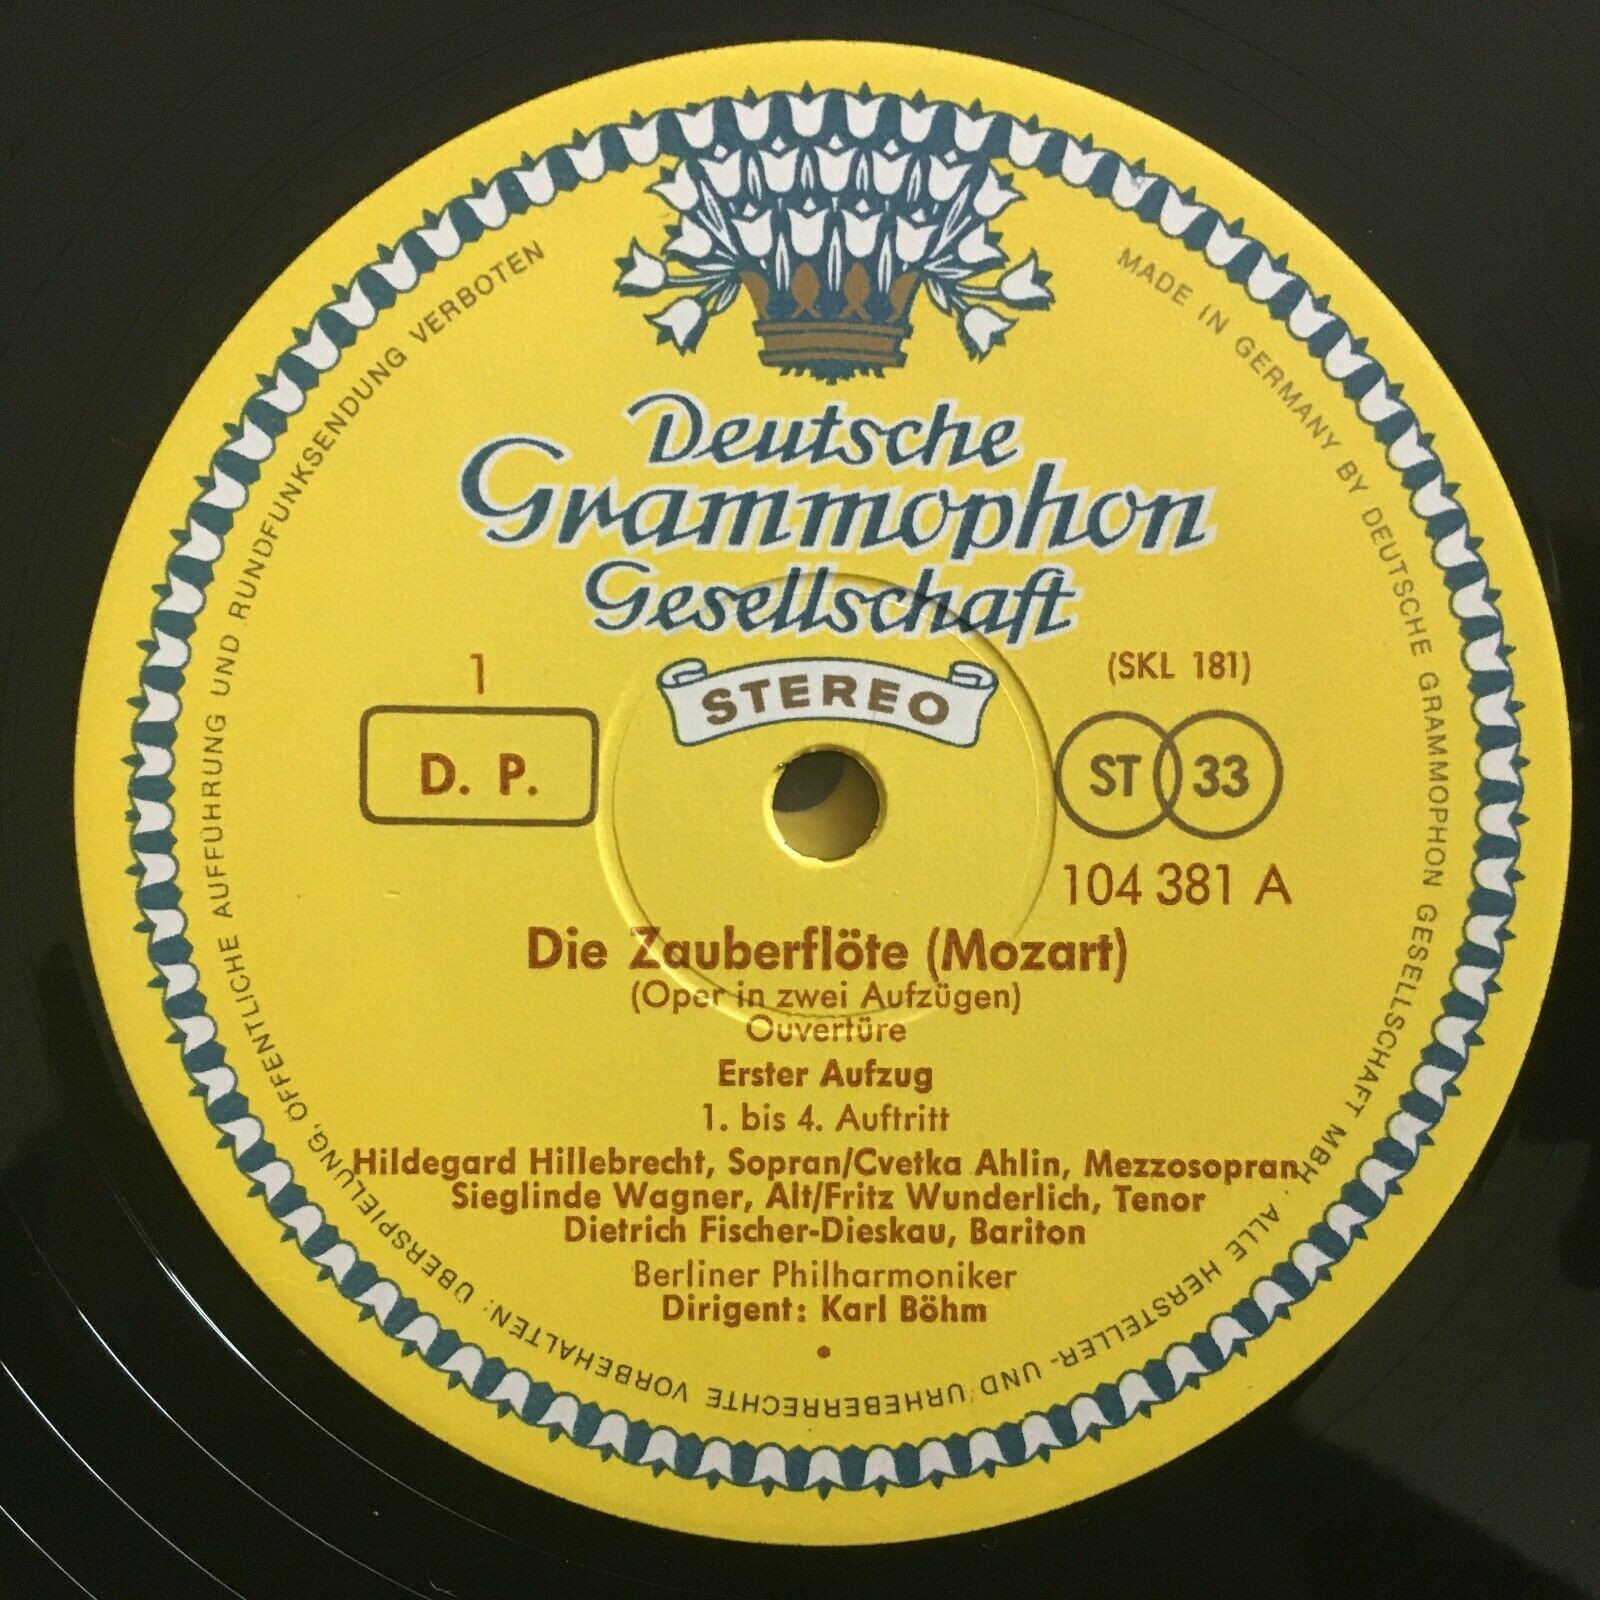 Deutsche
Grammophon
Gesellschaft
STEREO
1
(SKL 181)
D. P.
ST 33
104 381 A
Die Zauberflöte (Mozart)
(Oper in zwei Aufzügen)
Ouvertüre
Erster Aufzug
1. bis 4. Auftritt
Hildegard Hillebrecht, Sopran/Cvetka Ahlin, Mezzosopran,
Sieglinde Wagner, Alt/Fritz Wunderlich, Tenor
Dietrich Fischer-Dieskau, Bariton
Berliner Philharmoniker
Dirigent: Karl Böhm
MADE IN GERMANY BY DEUTSCHE GRAMMOPHON GESELLSCHAFT MBH. ALLE HERSTELLER- UND URHEBERRECHTE VORBEHALTEN: ÜBERSPIELUNG, ÖFFENTLICHE AUFFÜHRUNG UND RUNDFUNKSENDUNG VERBOTEN